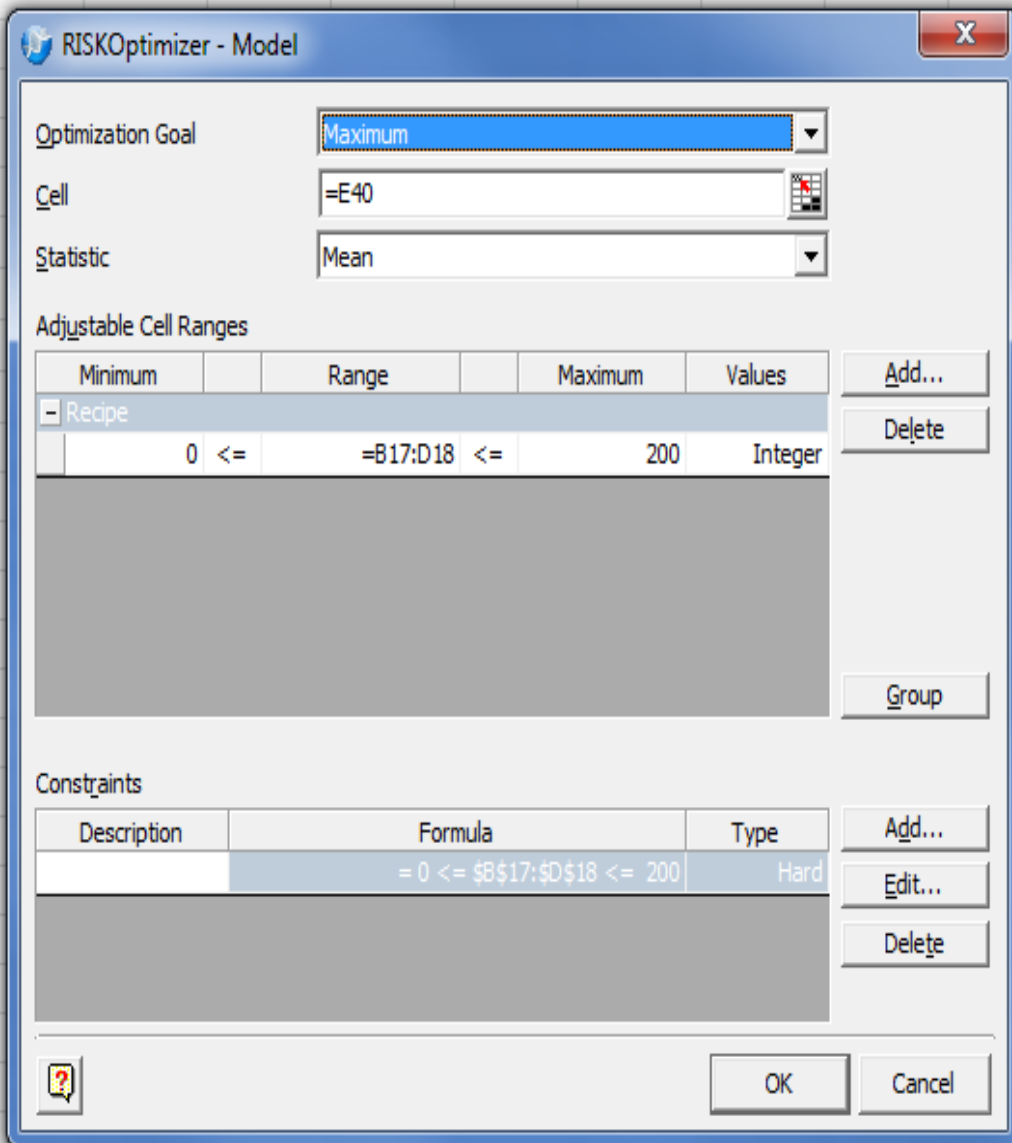 RISKOptimizer - Model
X
Optimization Goal Maximum
Cell =E40
Statistic Mean
Adjustable Cell Ranges
Minimum Range Maximum Values Add...
- Recipe Delete
0 <= =B17:D18 <= 200 Integer
Group
Constraints
Description Formula Type Add...
= 0 <= $B$17:$D$18 <= 200 Hard Edit...
Delete
? OK Cancel